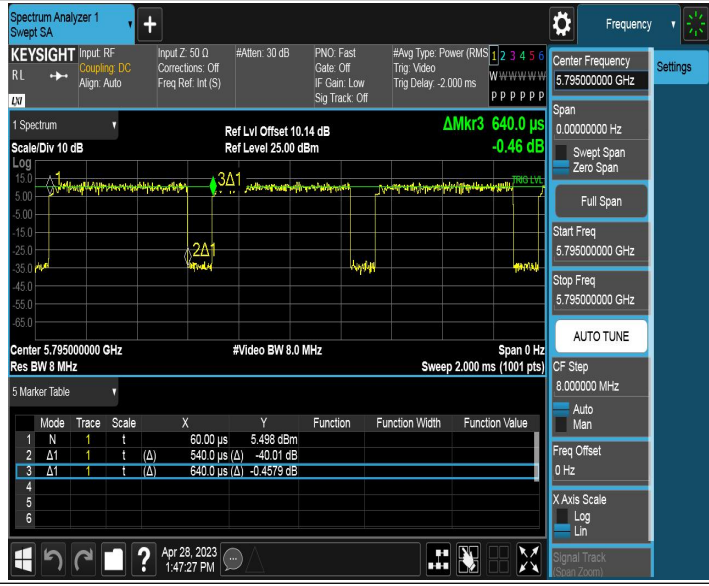 Spectrum Analyzer 1
Swept SA
+
Frequency
KEYSIGHT
RL
LXI
Input: RF
Coupling: DC
Align: Auto
Input Z: 50 Ω
Corrections: Off
Freq Ref: Int (S)
#Atten: 30 dB
PNO: Fast
Gate: Off
IF Gain: Low
Sig Track: Off
#Avg Type: Power (RMS
Trig: Video
Trig Delay: -2.000 ms
1 2 3 4 5 6
W W W W W W
P P P P P P
Center Frequency
5.795000000 GHz
Settings
Span
0.00000000 Hz
Swept Span
Zero Span
Full Span
Start Freq
5.795000000 GHz
Stop Freq
5.795000000 GHz
AUTO TUNE
CF Step
8.000000 MHz
Auto
Man
Freq Offset
0 Hz
X Axis Scale
Log
Lin
Signal Track
(Span Zoom)
1 Spectrum
Scale/Div 10 dB
Ref Lvl Offset 10.14 dB
Ref Level 25.00 dBm
ΔMkr3 640.0 µs
-0.46 dB
Log
15.0
5.00
-5.00
-15.0
-25.0
-35.0
-45.0
-55.0
-65.0
1
3Δ1
2Δ1
TRIG LVL
Center 5.795000000 GHz
Res BW 8 MHz
#Video BW 8.0 MHz
Span 0 Hz
Sweep 2.000 ms (1001 pts)
5 Marker Table
Mode Trace Scale X Y Function Function Width Function Value
1 N 1 t 60.00 µs 5.498 dBm
2 Δ1 1 t (Δ) 540.0 µs (Δ) -40.01 dB
3 Δ1 1 t (Δ) 640.0 µs (Δ) -0.4579 dB
4
5
6
?
Apr 28, 2023
1:47:27 PM